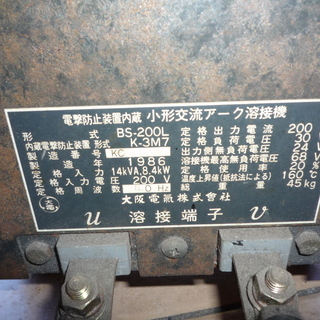 電撃防止装置内蔵 小形交流アーク溶接機
形式 BS-200L
内蔵電撃防止装置形式 K-3M7
製造番号 KC
製造年 1986
定格入力 14kVA,8.4kW
定格入力電圧 200 V
定格周波数 60 Hz
定格出力電流 200
定格負荷電圧 30
出力側無負荷電圧 24 V
溶接機最高無負荷電圧 68 V
定格使用率 20
温度上昇(抵抗法による) 160℃
総重量 45kg
大阪電氣株式会社
u 溶接端子 v